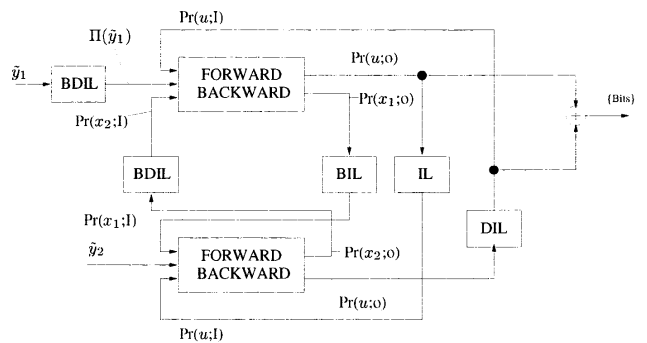 Pr(u;I)
Π(ỹ₁)
Pr(u;o)
ỹ₁
BDIL
FORWARD
BACKWARD
Pr(x₁;o)
{Bits}
Pr(x₂;I)
BDIL
BIL
IL
DIL
Pr(x₁;I)
ỹ₂
FORWARD
BACKWARD
Pr(x₂;o)
Pr(u;o)
Pr(u;I)